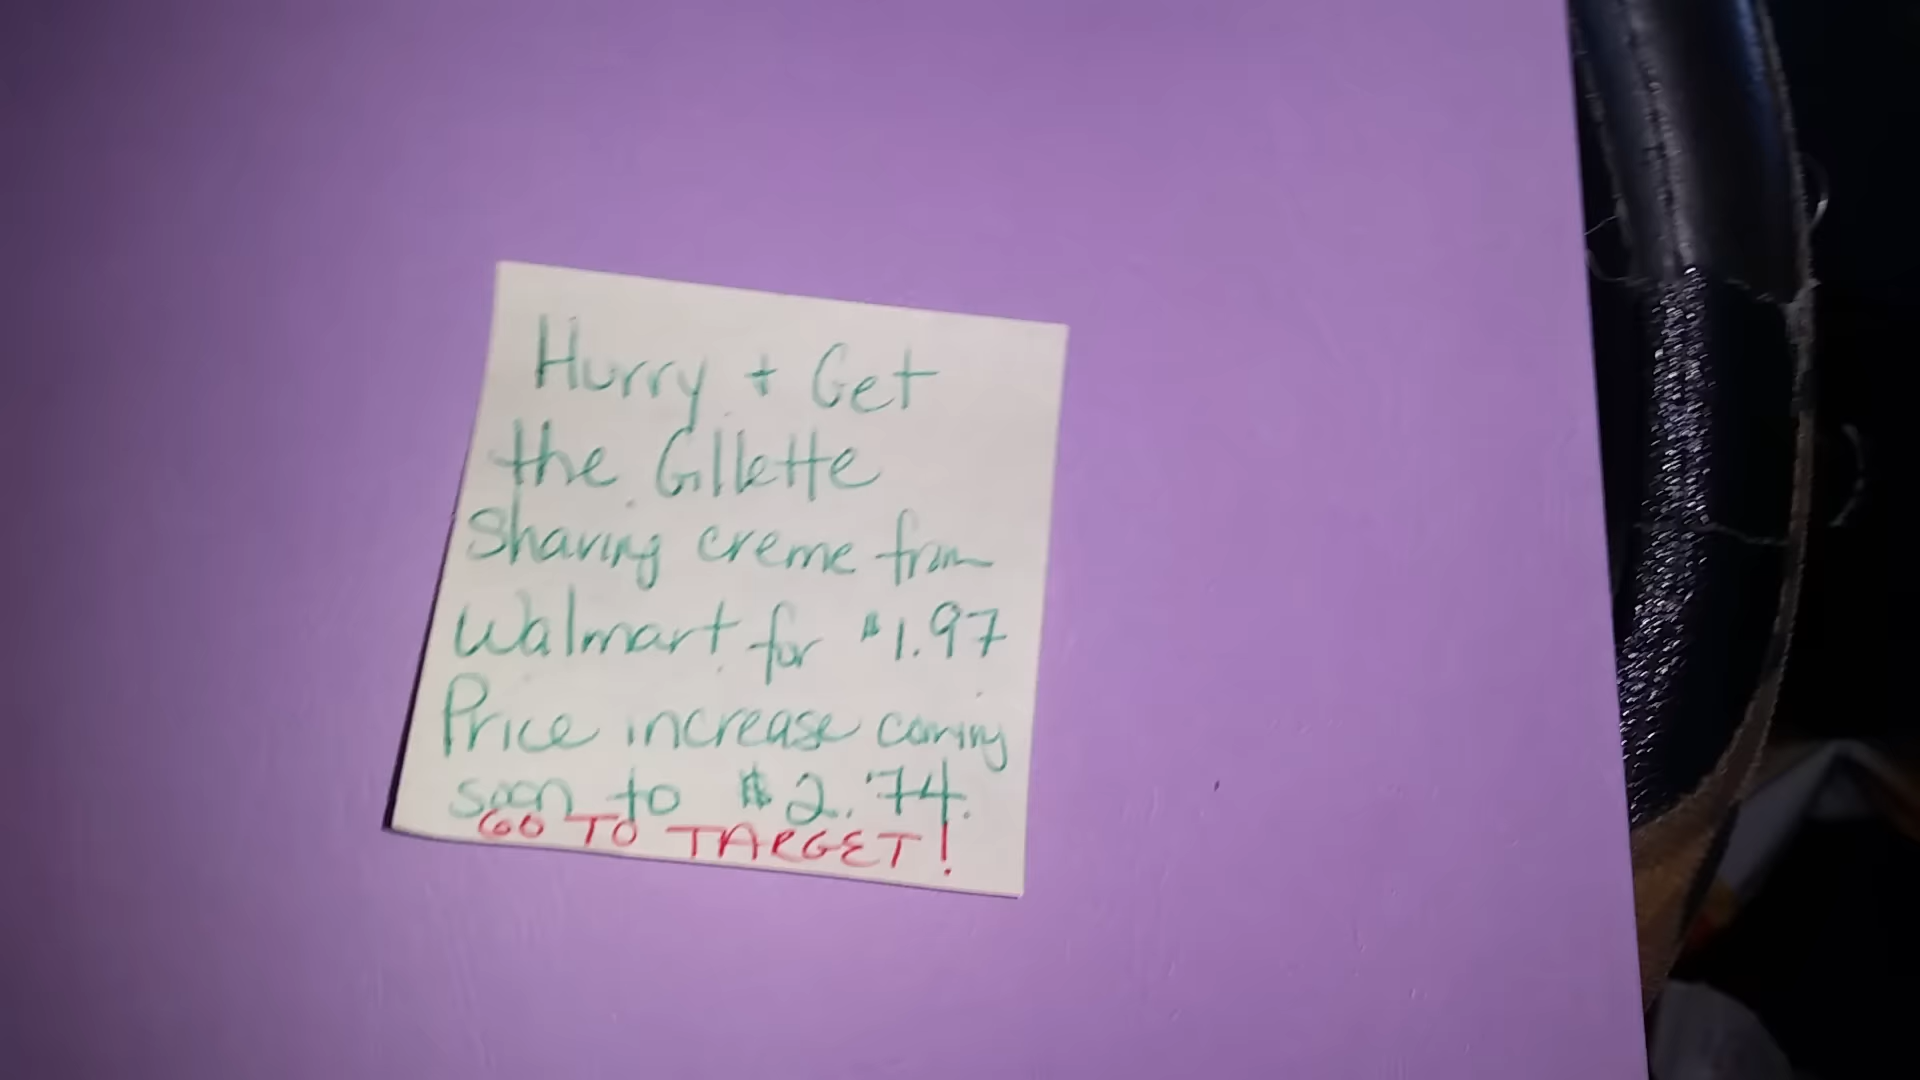 Hurry + Get
the Gillette
Shaving creme from
Walmart for $1.97
Price increase coming
soon to $2.74.
GO TO TARGET!